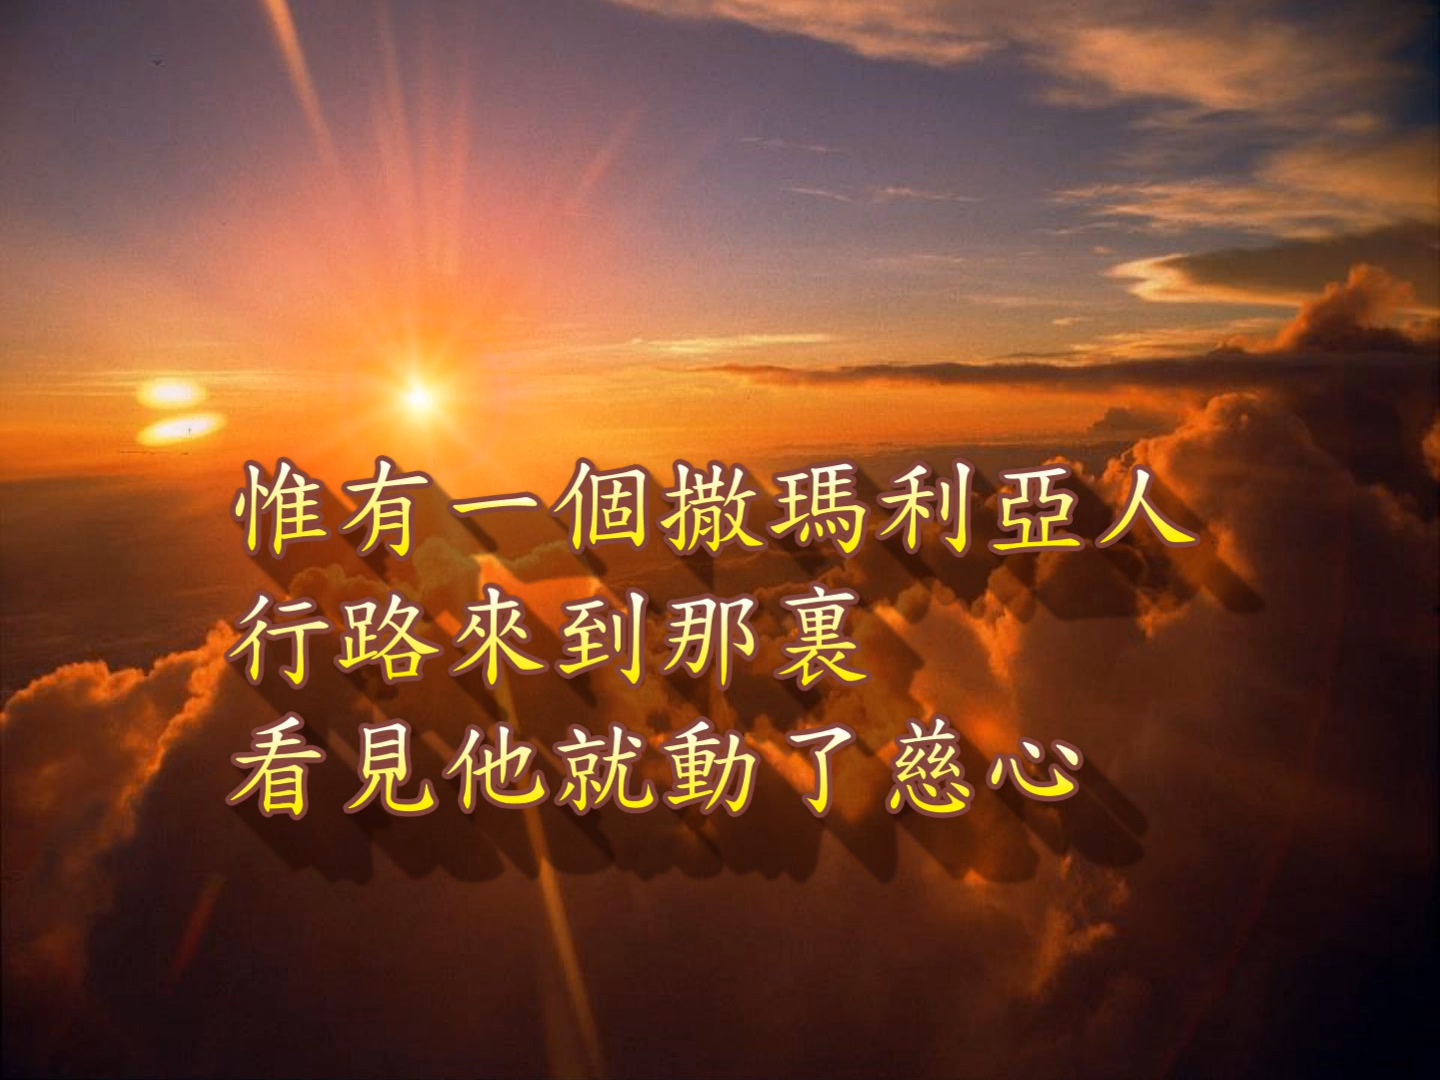 惟有一個撒瑪利亞人
行路來到那裏
看見他就動了慈心